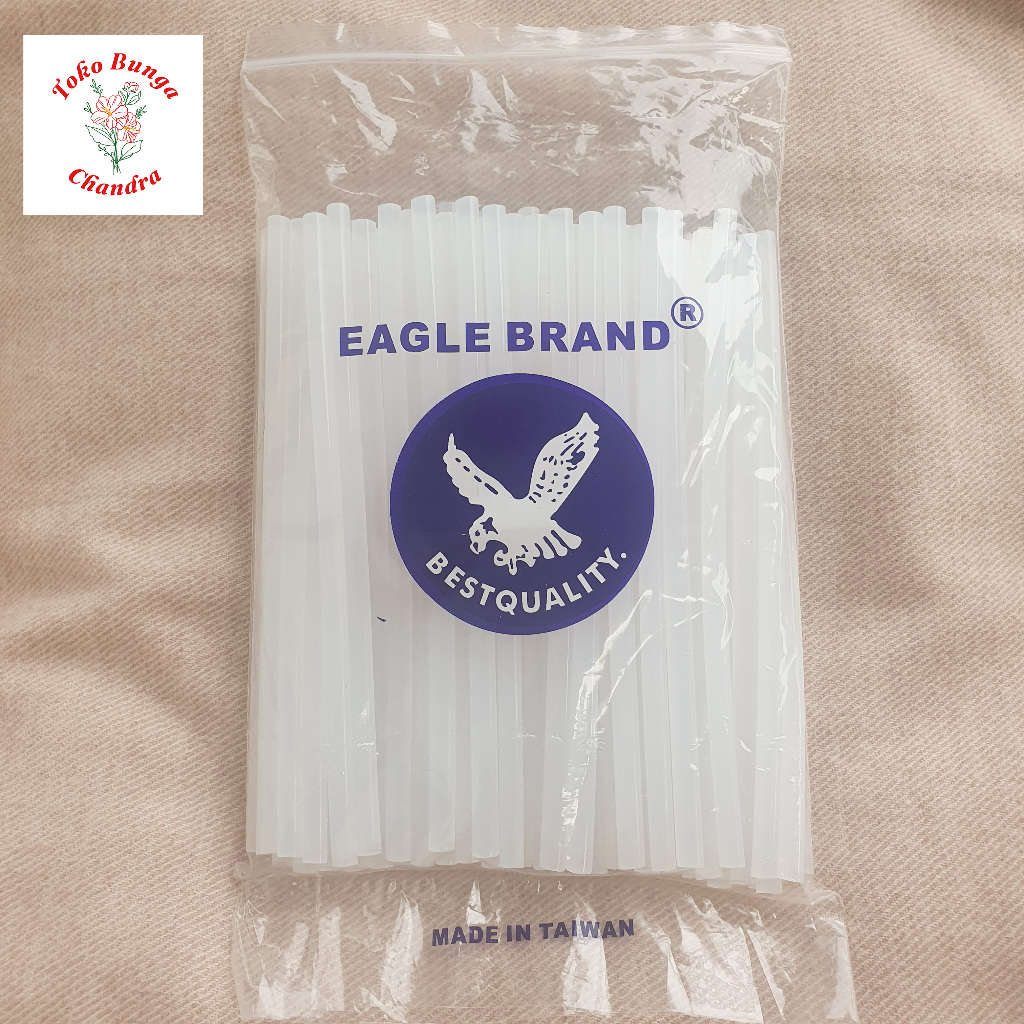 Toko Bunga
Chandra
EAGLE BRAND®
BESTQUALITY.
MADE IN TAIWAN